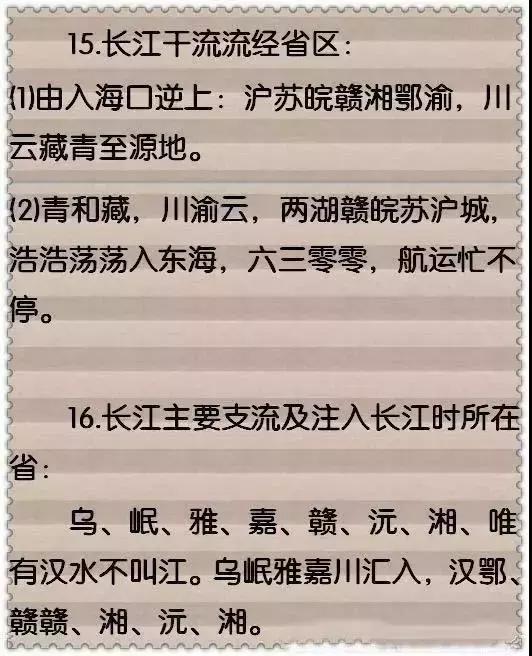 15.长江干流流经省区：
(1)由入海口逆上：沪苏皖赣湘鄂渝，川
云藏青至源地。
(2)青和藏，川渝云，两湖赣皖苏沪城，
浩浩荡荡入东海，六三零零，航运忙不
停。
16.长江主要支流及注入长江时所在
省：
乌、岷、雅、嘉、赣、沅、湘、唯
有汉水不叫江。乌岷雅嘉川汇入，汉鄂、
赣赣、湘、沅、湘。